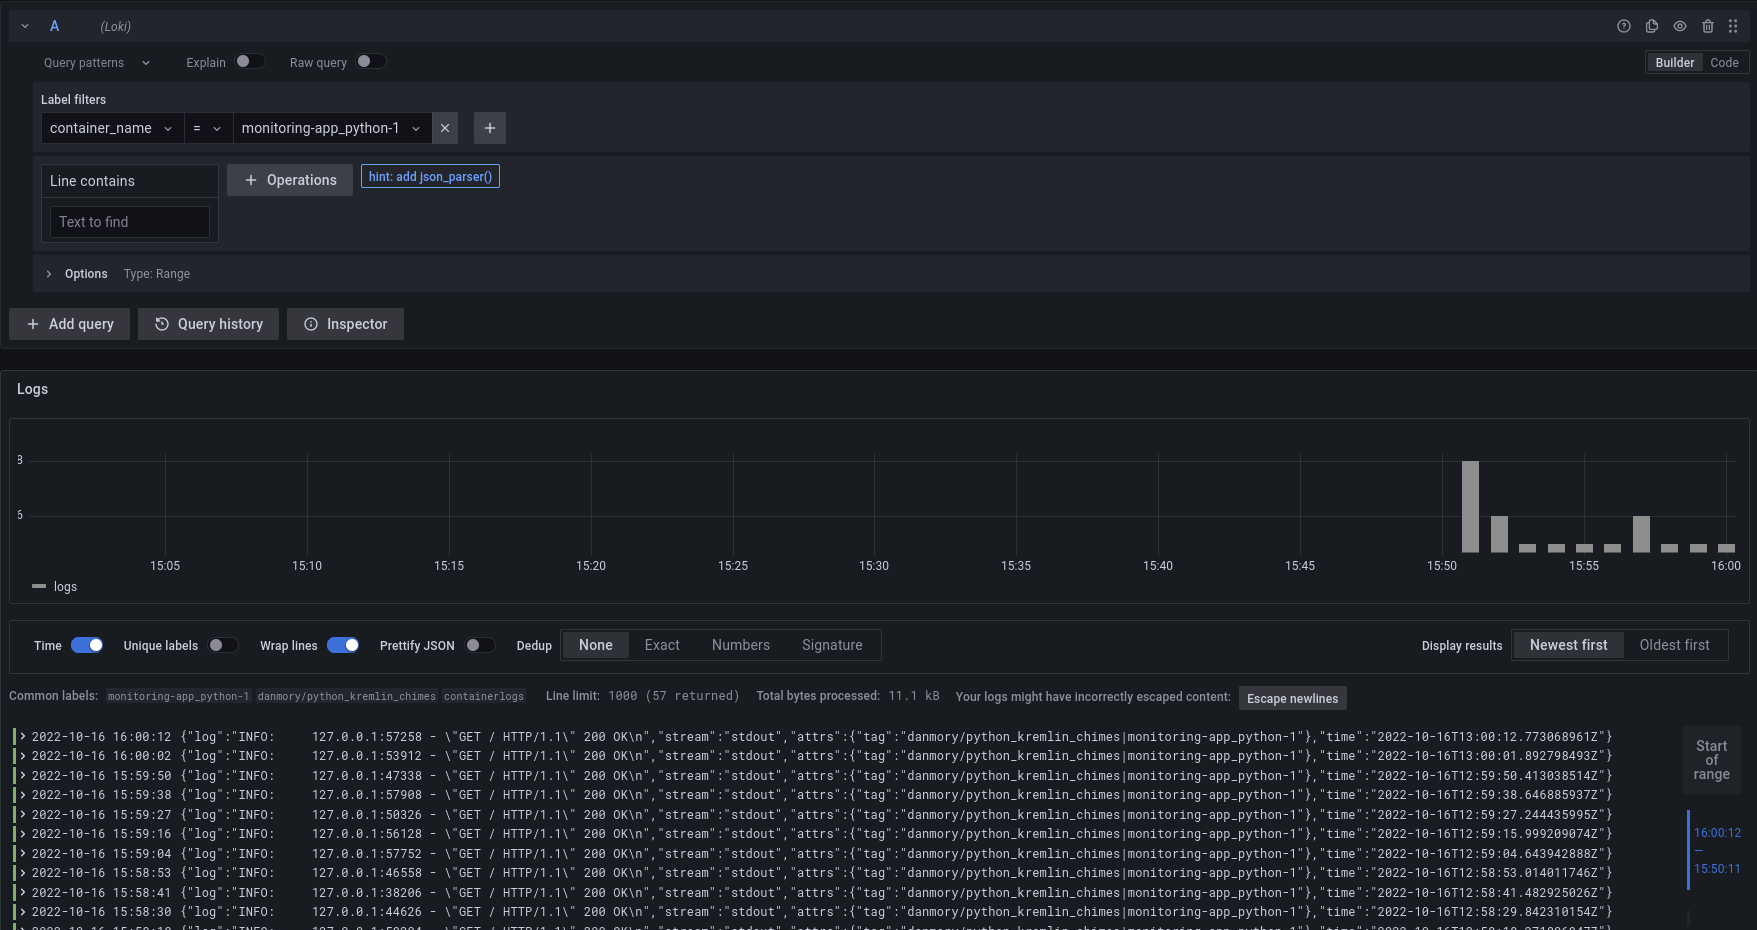 A (Loki)
Query patterns Explain Raw query Builder Code
Label filters
container_name = monitoring-app_python-1
Line contains Operations hint: add json_parser()
Text to find
Options Type: Range
Add query Query history Inspector
Logs
8
6
15:05 15:10 15:15 15:20 15:25 15:30 15:35 15:40 15:45 15:50 15:55 16:00
logs
Time Unique labels Wrap lines Prettify JSON Dedup None Exact Numbers Signature Display results Newest first Oldest first
Common labels: monitoring-app_python-1 danmory/python_kremlin_chimes containerlogs Line limit: 1000 (57 returned) Total bytes processed: 11.1 kB Your logs might have incorrectly escaped content: Escape newlines
2022-10-16 16:00:12 {"log":"INFO: 127.0.0.1:57258 - \"GET / HTTP/1.1\" 200 OK\n","stream":"stdout","attrs":{"tag":"danmory/python_kremlin_chimes|monitoring-app_python-1"},"time":"2022-10-16T13:00:12.773068961Z"}
2022-10-16 16:00:02 {"log":"INFO: 127.0.0.1:53912 - \"GET / HTTP/1.1\" 200 OK\n","stream":"stdout","attrs":{"tag":"danmory/python_kremlin_chimes|monitoring-app_python-1"},"time":"2022-10-16T13:00:01.892798493Z"}
2022-10-16 15:59:50 {"log":"INFO: 127.0.0.1:47338 - \"GET / HTTP/1.1\" 200 OK\n","stream":"stdout","attrs":{"tag":"danmory/python_kremlin_chimes|monitoring-app_python-1"},"time":"2022-10-16T12:59:50.413038514Z"}
2022-10-16 15:59:38 {"log":"INFO: 127.0.0.1:57908 - \"GET / HTTP/1.1\" 200 OK\n","stream":"stdout","attrs":{"tag":"danmory/python_kremlin_chimes|monitoring-app_python-1"},"time":"2022-10-16T12:59:38.646885937Z"}
2022-10-16 15:59:27 {"log":"INFO: 127.0.0.1:50326 - \"GET / HTTP/1.1\" 200 OK\n","stream":"stdout","attrs":{"tag":"danmory/python_kremlin_chimes|monitoring-app_python-1"},"time":"2022-10-16T12:59:27.244435995Z"}
2022-10-16 15:59:16 {"log":"INFO: 127.0.0.1:56128 - \"GET / HTTP/1.1\" 200 OK\n","stream":"stdout","attrs":{"tag":"danmory/python_kremlin_chimes|monitoring-app_python-1"},"time":"2022-10-16T12:59:15.999209074Z"}
2022-10-16 15:59:04 {"log":"INFO: 127.0.0.1:57752 - \"GET / HTTP/1.1\" 200 OK\n","stream":"stdout","attrs":{"tag":"danmory/python_kremlin_chimes|monitoring-app_python-1"},"time":"2022-10-16T12:59:04.643942888Z"}
2022-10-16 15:58:53 {"log":"INFO: 127.0.0.1:46558 - \"GET / HTTP/1.1\" 200 OK\n","stream":"stdout","attrs":{"tag":"danmory/python_kremlin_chimes|monitoring-app_python-1"},"time":"2022-10-16T12:58:53.014011746Z"}
2022-10-16 15:58:41 {"log":"INFO: 127.0.0.1:38206 - \"GET / HTTP/1.1\" 200 OK\n","stream":"stdout","attrs":{"tag":"danmory/python_kremlin_chimes|monitoring-app_python-1"},"time":"2022-10-16T12:58:41.482925026Z"}
2022-10-16 15:58:30 {"log":"INFO: 127.0.0.1:44626 - \"GET / HTTP/1.1\" 200 OK\n","stream":"stdout","attrs":{"tag":"danmory/python_kremlin_chimes|monitoring-app_python-1"},"time":"2022-10-16T12:58:29.842310154Z"}
Start
of
range
16:00:12
—
15:50:11